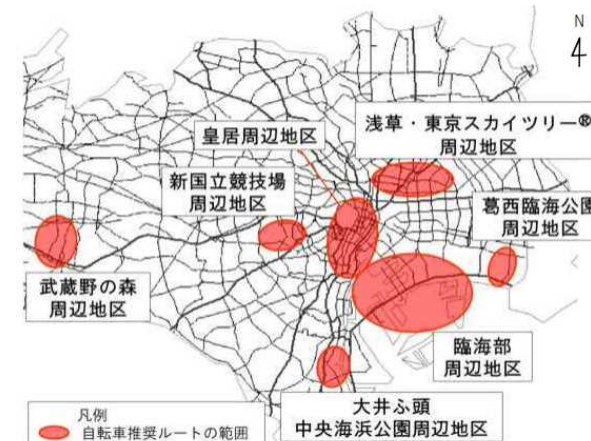 N
浅草・東京スカイツリー®
周辺地区
皇居周辺地区
新国立競技場
周辺地区
葛西臨海公園
周辺地区
武蔵野の森
周辺地区
臨海部
周辺地区
大井ふ頭
中央海浜公園周辺地区
凡例
自転車推奨ルートの範囲